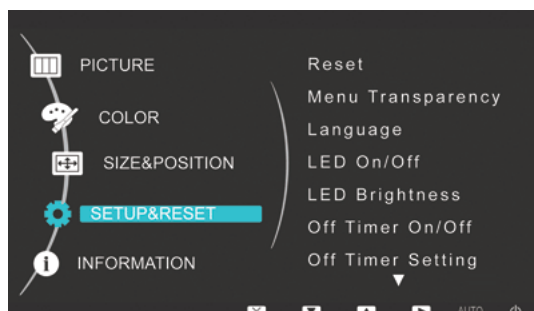 PICTURE
COLOR
SIZE&POSITION
SETUP&RESET
INFORMATION
Reset
Menu Transparency
Language
LED On/Off
LED Brightness
Off Timer On/Off
Off Timer Setting
AUTO